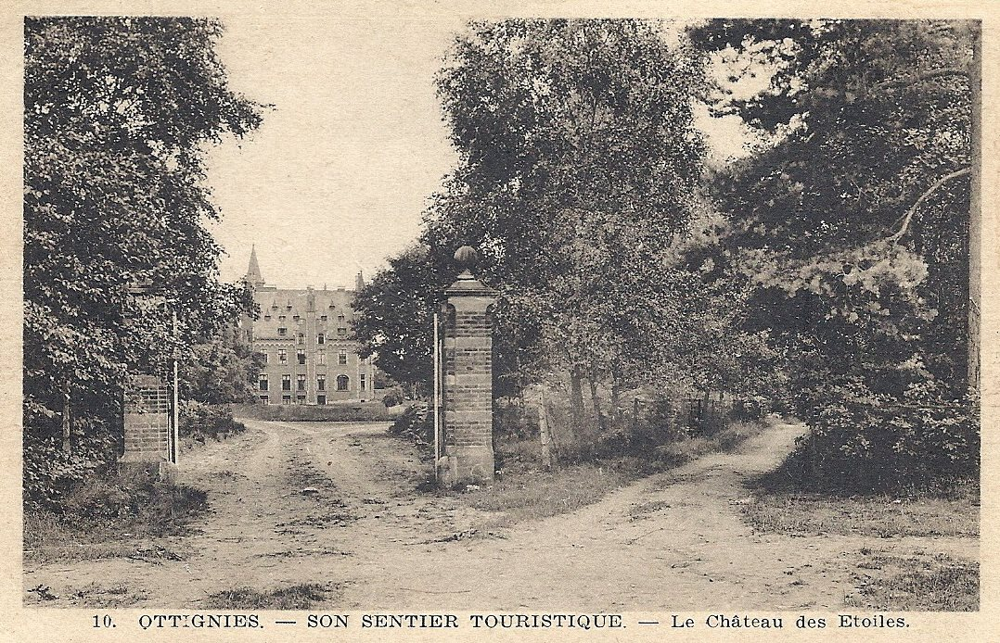 10. OTTIGNIES. — SON SENTIER TOURISTIQUE. — Le Château des Etoiles.